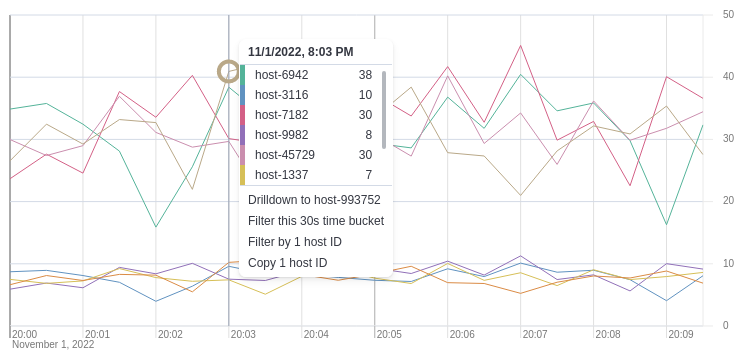 50
11/1/2022, 8:03 PM
host-6942 38
40
host-3116 10
host-7182 30
host-9982 8
30
host-45729 30
host-1337 7
Drilldown to host-993752
20
Filter this 30s time bucket
Filter by 1 host ID
Copy 1 host ID
10
0
20:00 20:01 20:02 20:03 20:04 20:05 20:06 20:07 20:08 20:09
November 1, 2022